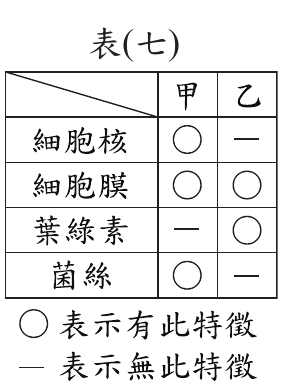 表(七)
甲 乙
細胞核 ○ —
細胞膜 ○ ○
葉綠素 — ○
菌絲 ○ —
○ 表示有此特徵
— 表示無此特徵